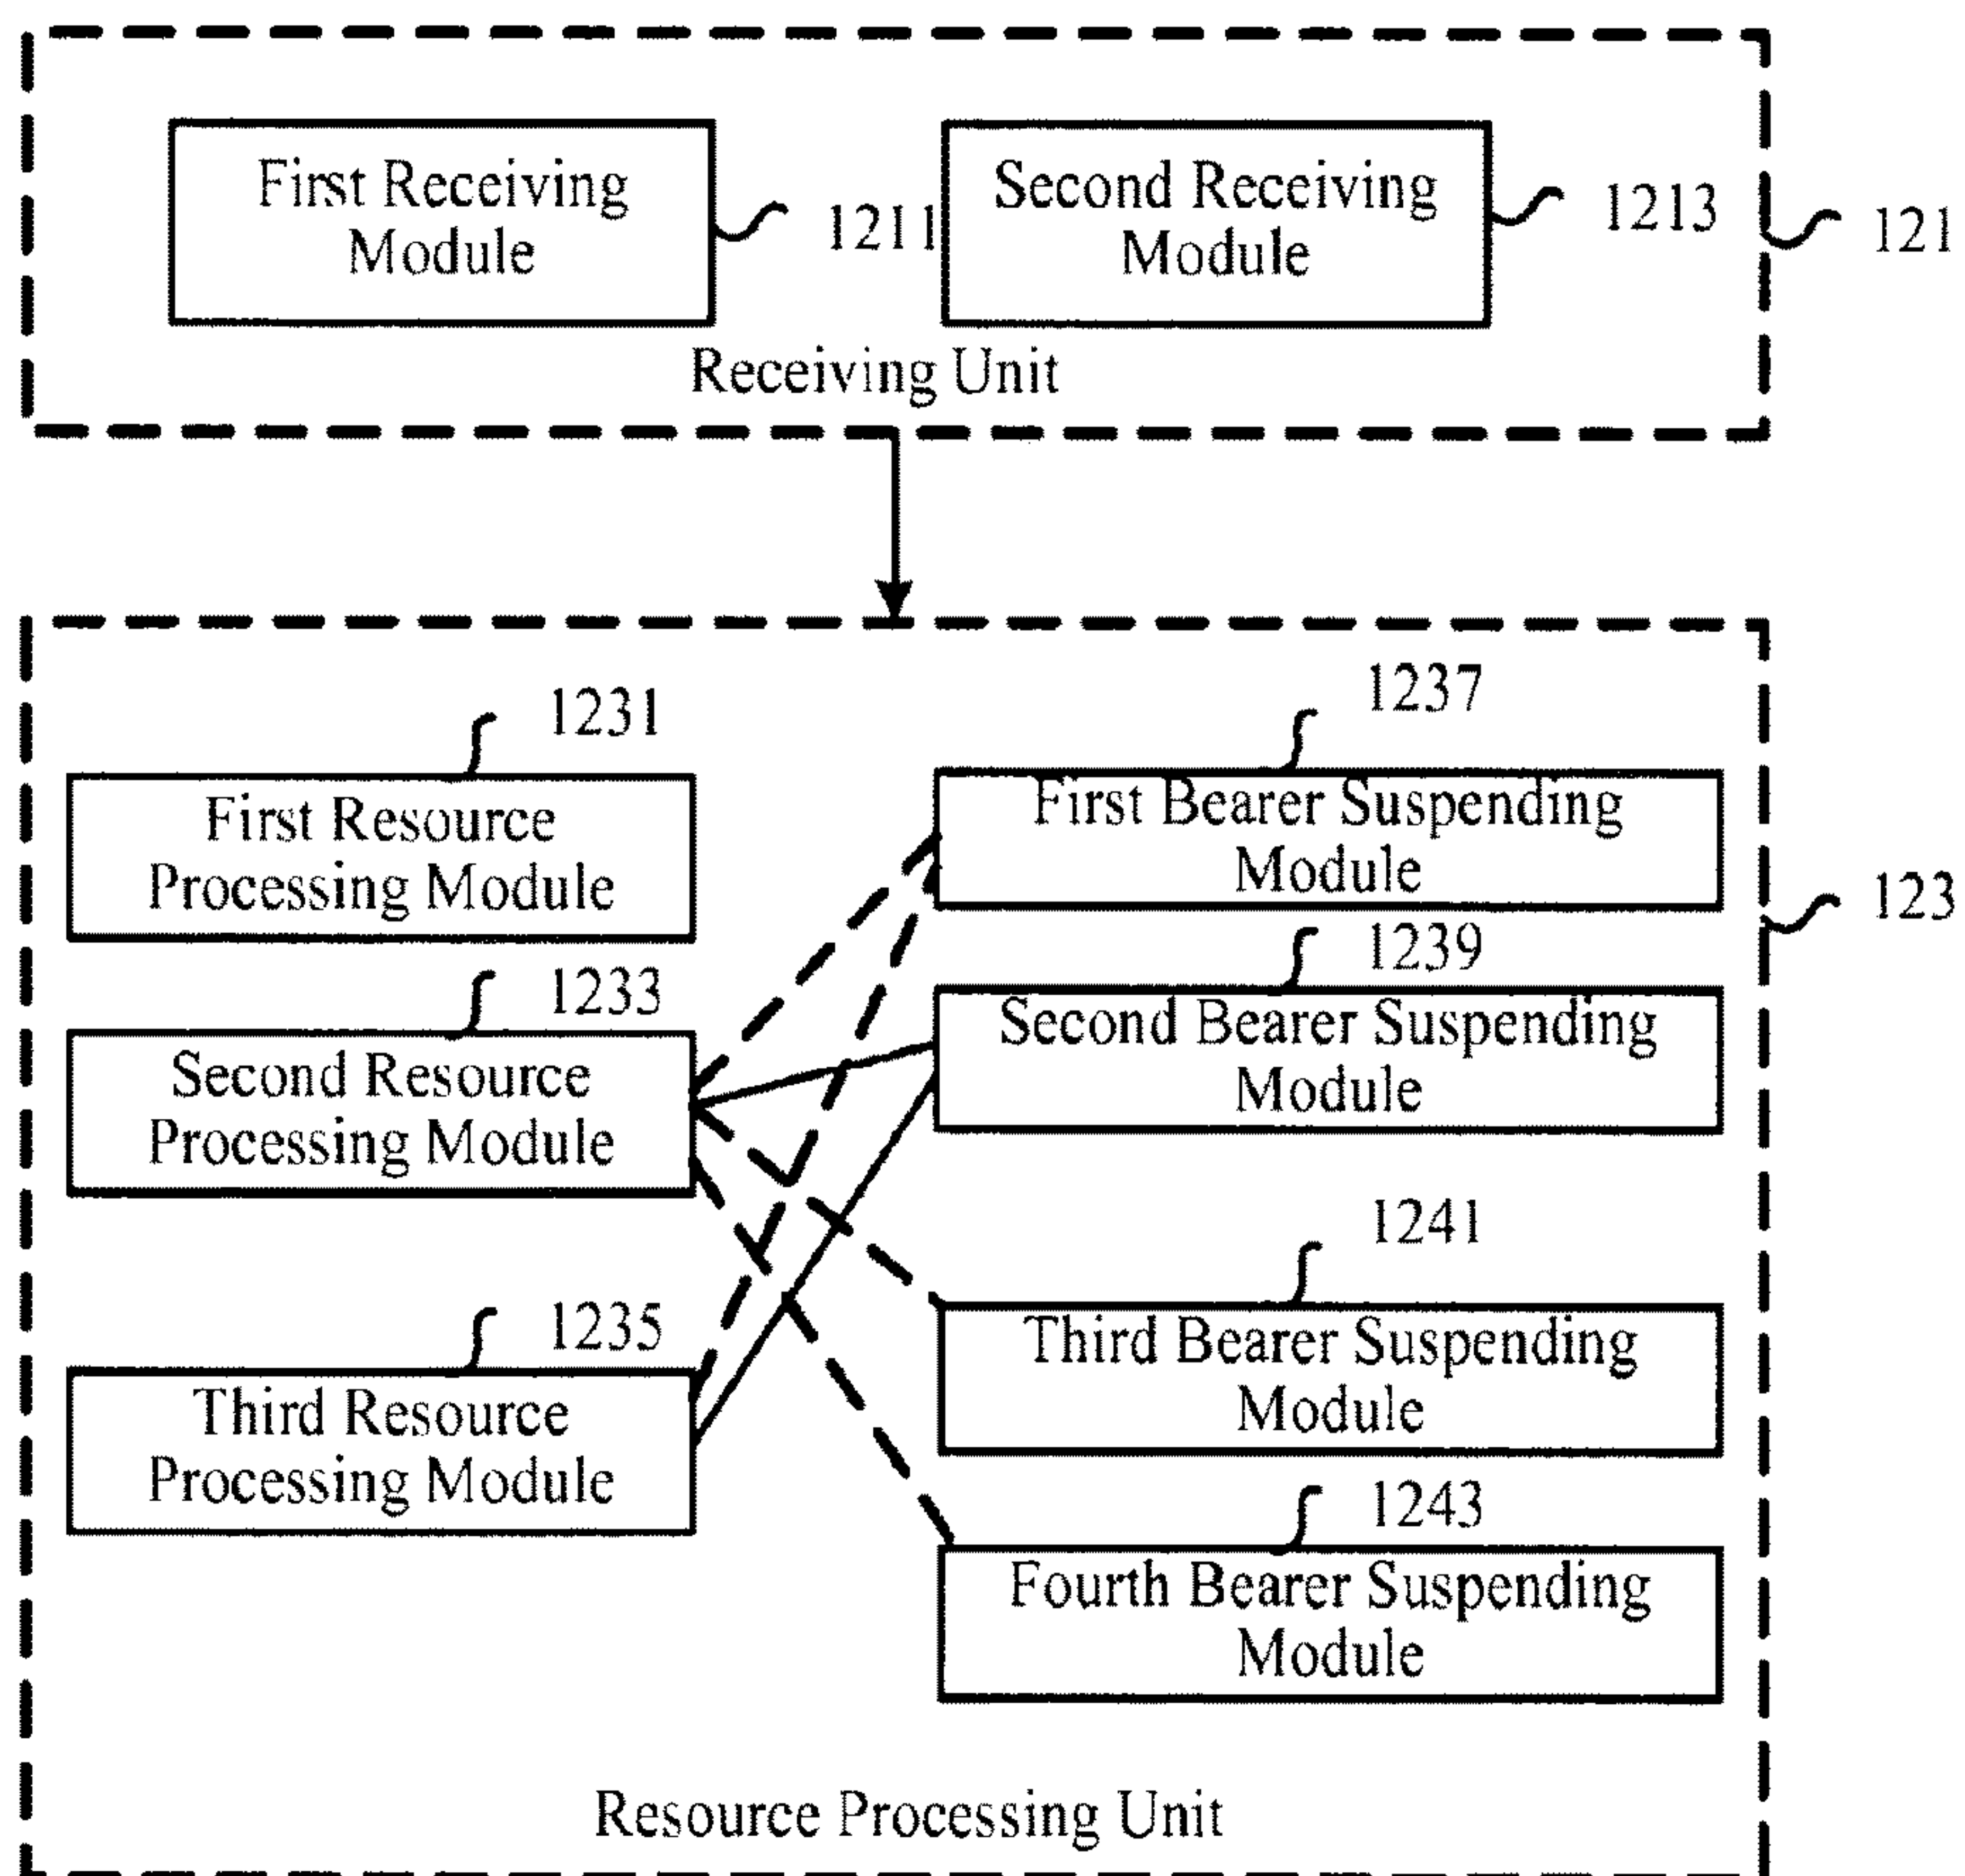 First Receiving
Module
1211
Second Receiving
Module
1213
121
Receiving Unit
1231
First Resource
Processing Module
1233
Second Resource
Processing Module
1235
Third Resource
Processing Module
1237
First Bearer Suspending
Module
123
1239
Second Bearer Suspending
Module
1241
Third Bearer Suspending
Module
1243
Fourth Bearer Suspending
Module
Resource Processing Unit